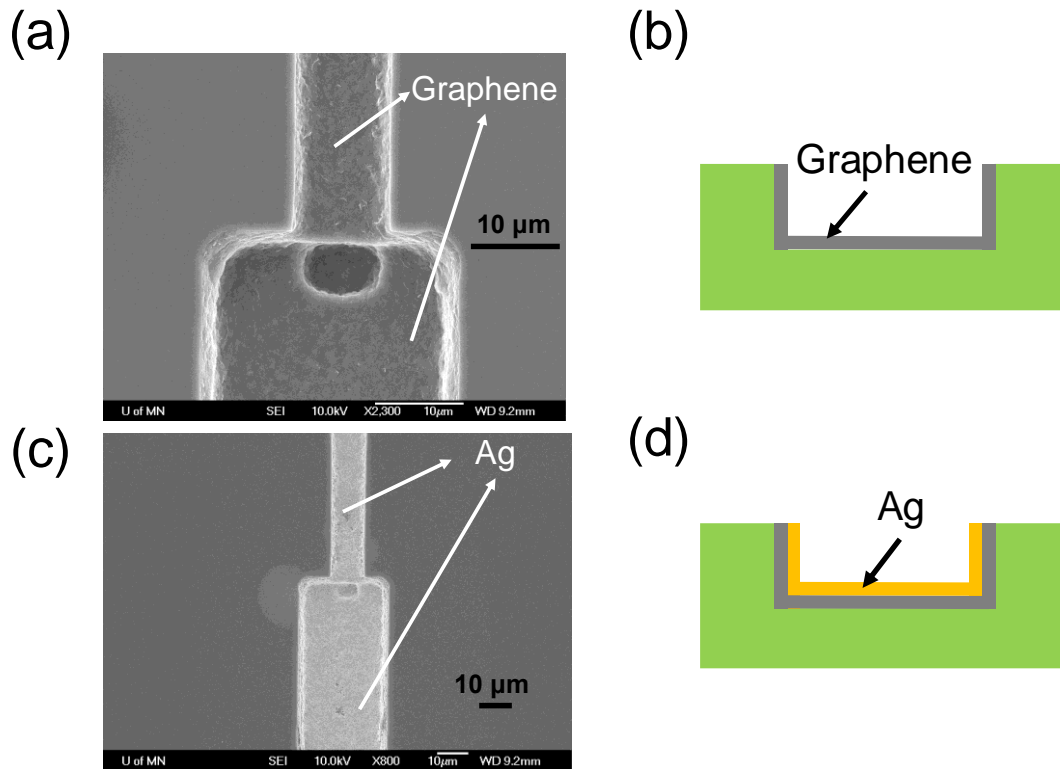 (a)
(b)
Graphene
10 µm
Graphene
U of MN SEI 10.0kV X2,300 10µm WD 9.2mm
(c)
(d)
Ag
10 µm
Ag
U of MN SEI 10.0kV X800 10µm WD 9.2mm